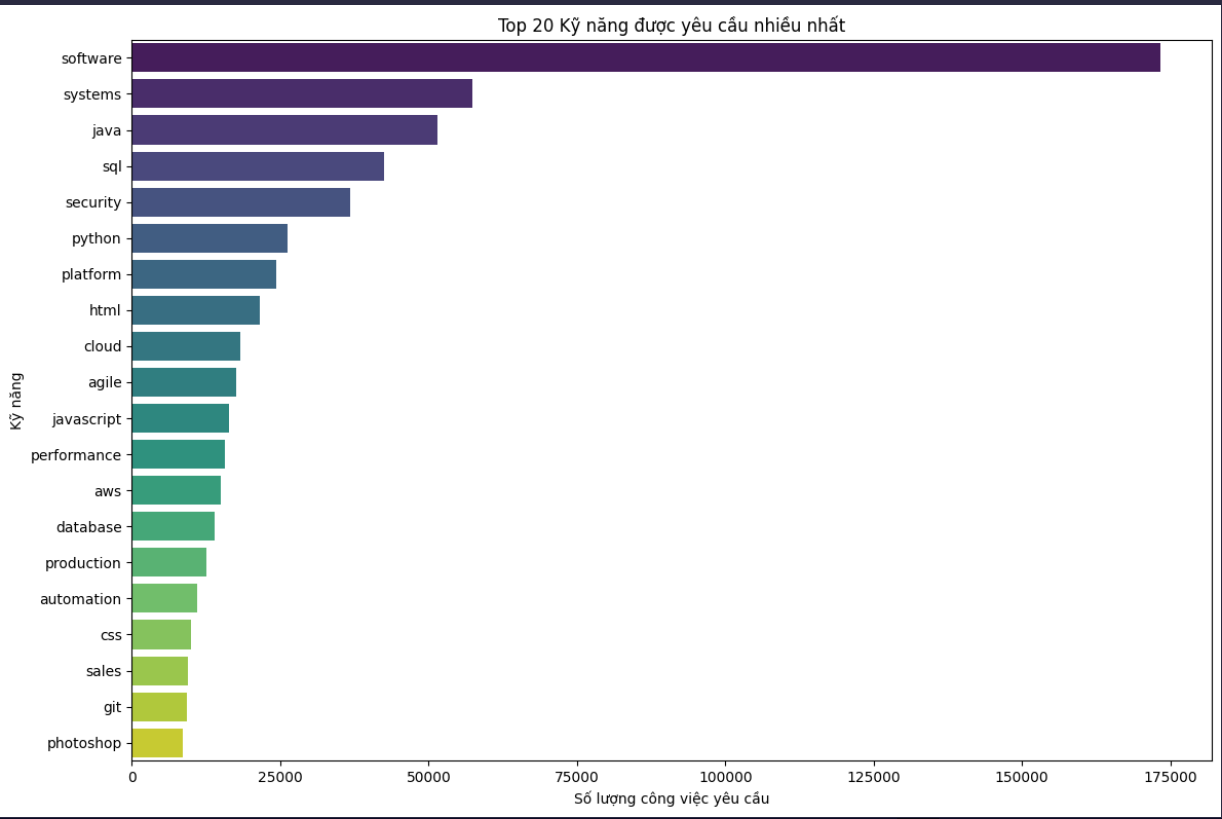 Top 20 Kỹ năng được yêu cầu nhiều nhất
software
systems
java
sql
security
python
platform
html
cloud
agile
javascript
performance
aws
database
production
automation
css
sales
git
photoshop
Kỹ năng
0 25000 50000 75000 100000 125000 150000 175000
Số lượng công việc yêu cầu